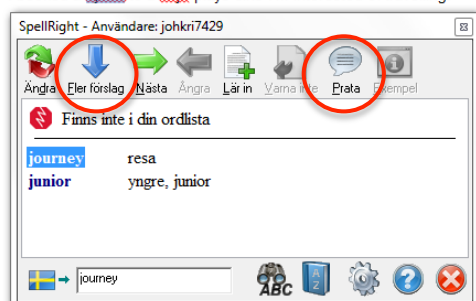 SpellRight - Användare: johkri7429
Ändra Fler förslag Nästa Ångra Lär in Varna inte Prata Exempel
Finns inte i din ordlista
journey resa
junior yngre, junior
journey
ABC
A
Z